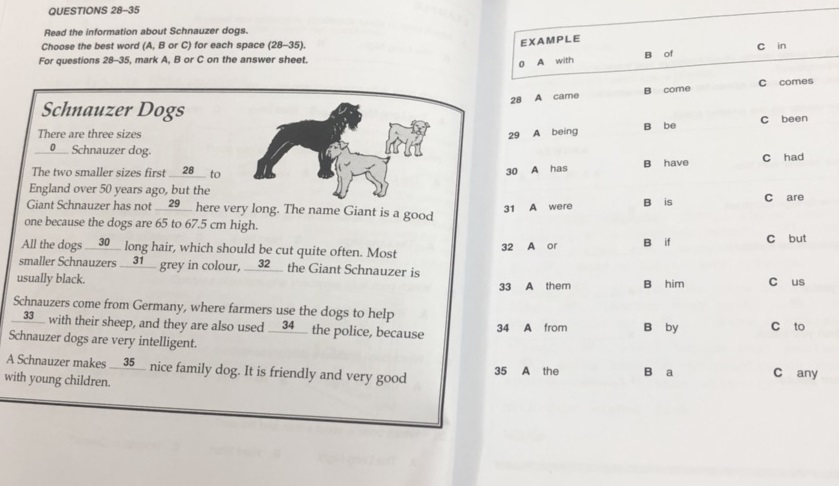 QUESTIONS 28–35
Read the information about Schnauzer dogs.
Choose the best word (A, B or C) for each space (28–35).
For questions 28–35, mark A, B or C on the answer sheet.
Schnauzer Dogs
There are three sizes
0 Schnauzer dog.
The two smaller sizes first 28 to
England over 50 years ago, but the
Giant Schnauzer has not 29 here very long. The name Giant is a good
one because the dogs are 65 to 67.5 cm high.
All the dogs 30 long hair, which should be cut quite often. Most
smaller Schnauzers 31 grey in colour, 32 the Giant Schnauzer is
usually black.
Schnauzers come from Germany, where farmers use the dogs to help
33 with their sheep, and they are also used 34 the police, because
Schnauzer dogs are very intelligent.
A Schnauzer makes 35 nice family dog. It is friendly and very good
with young children.
EXAMPLE
0 A with B of C in
28 A came B come C comes
29 A being B be C been
30 A has B have C had
31 A were B is C are
32 A or B if C but
33 A them B him C us
34 A from B by C to
35 A the B a C any